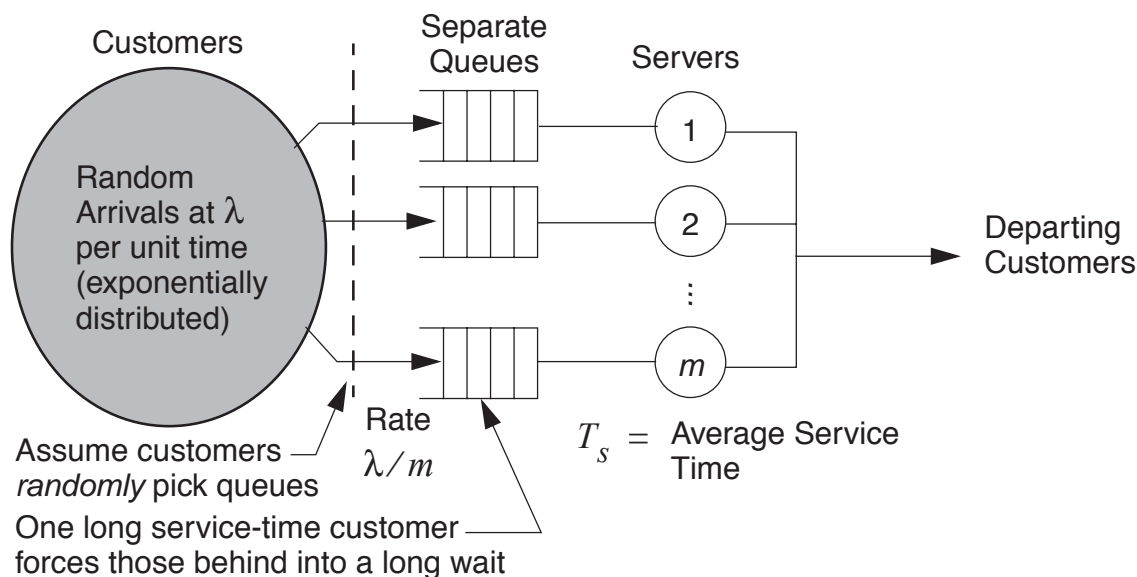 Customers
Separate
Queues
Servers
Random
Arrivals at λ
per unit time
(exponentially
distributed)
1
2
⋮
m
Departing
Customers
Assume customers
randomly pick queues
Rate
λ/m
T_s = Average Service
Time
One long service-time customer
forces those behind into a long wait